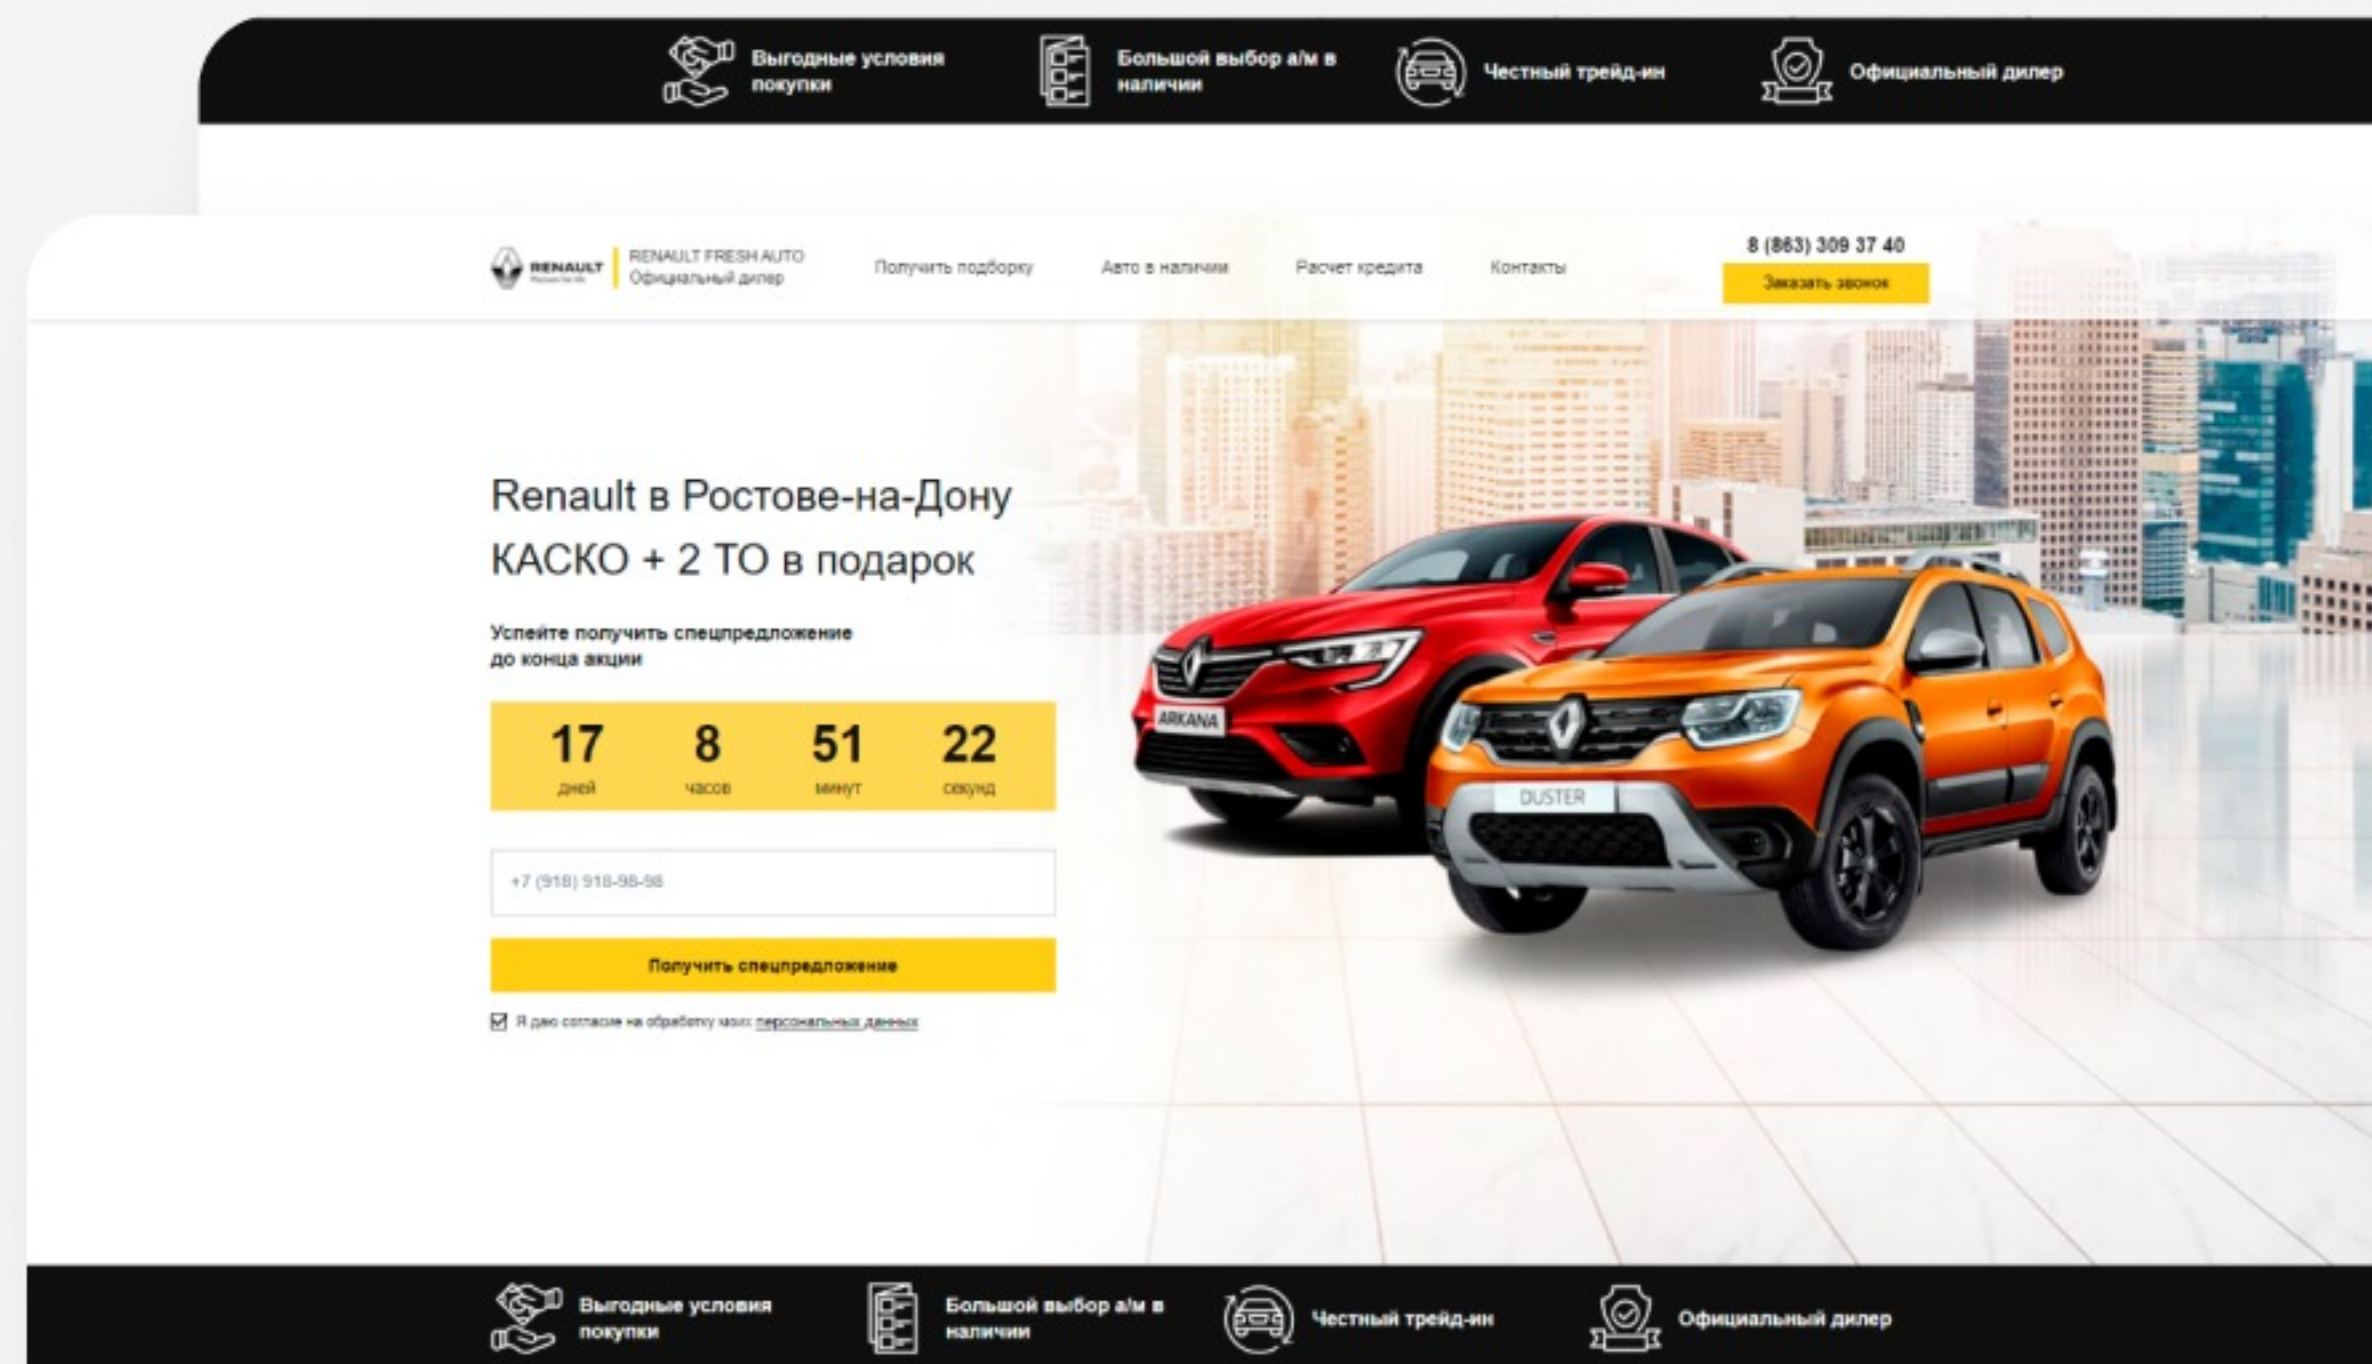 Выгодные условия
покупки
Большой выбор а/м в
наличии
Честный трейд-ин
Официальный дилер
RENAULT
RENAULT FRESH AUTO
Официальный дилер
Получить подборку
Авто в наличии
Расчет кредита
Контакты
8 (863) 309 37 40
Заказать звонок
Renault в Ростове-на-Дону
КАСКО + 2 ТО в подарок
Успейте получить спецпредложение
до конца акции
17 8 51 22
дней часов минут секунд
+7 (918) 918-98-98
Получить спецпредложение
Я даю согласие на обработку моих персональных данных
ARKANA
DUSTER
Выгодные условия
покупки
Большой выбор а/м в
наличии
Честный трейд-ин
Официальный дилер